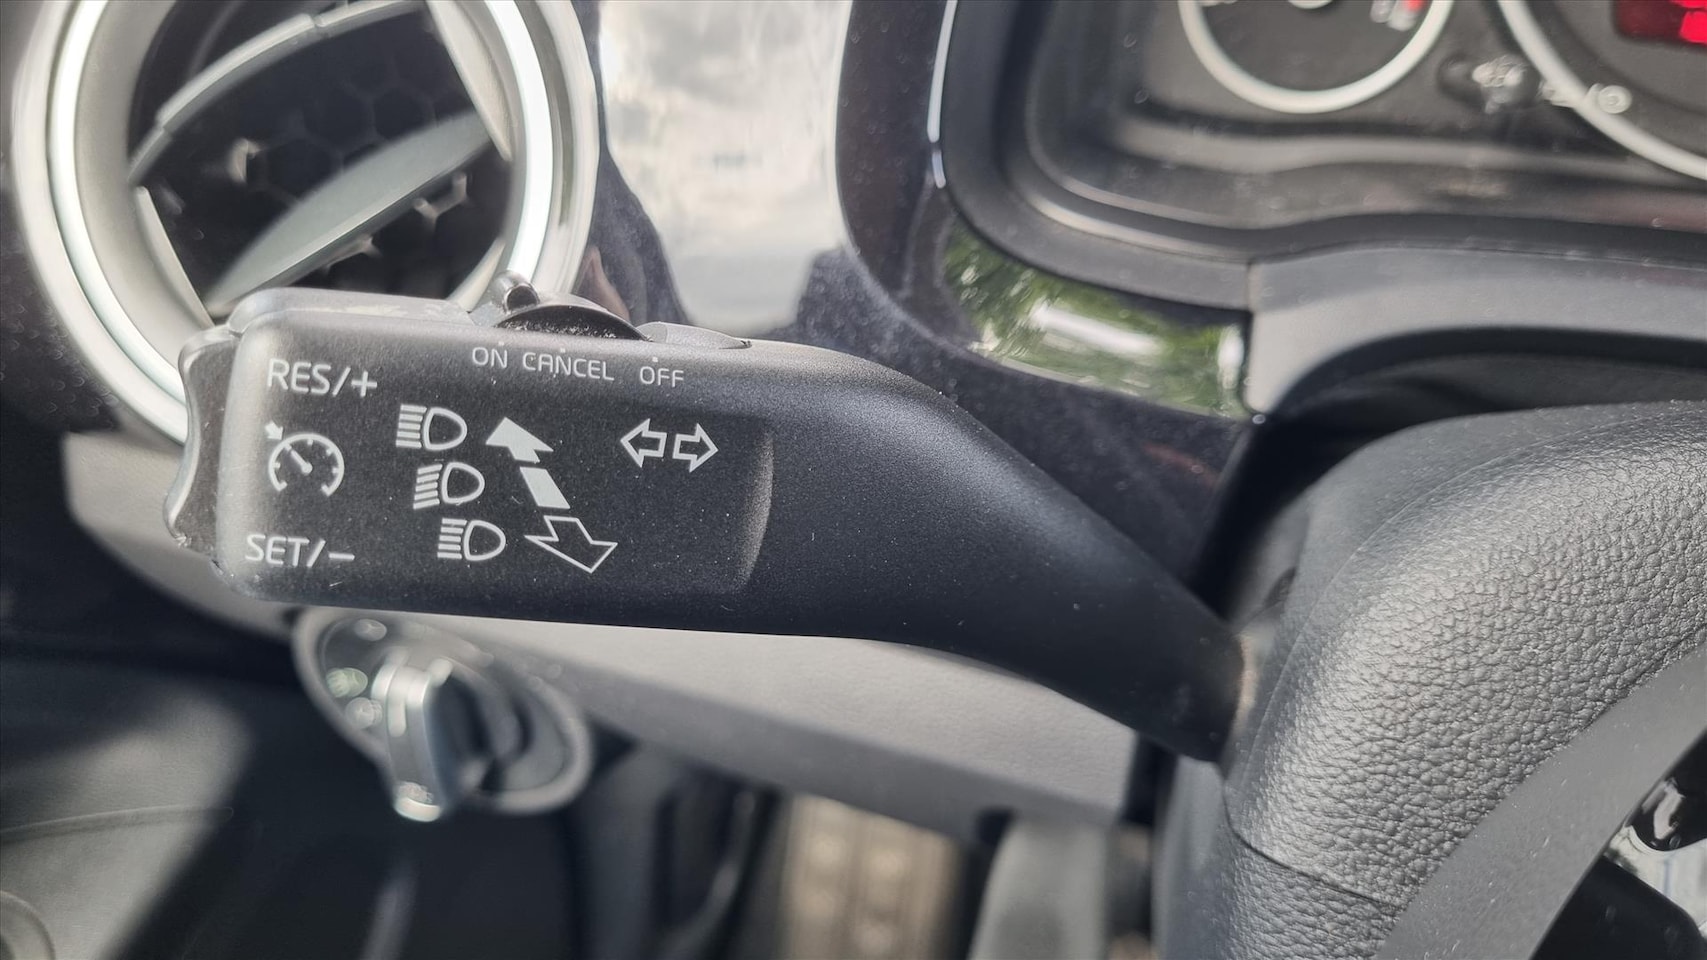 ON CANCEL OFF
RES/+
SET/-